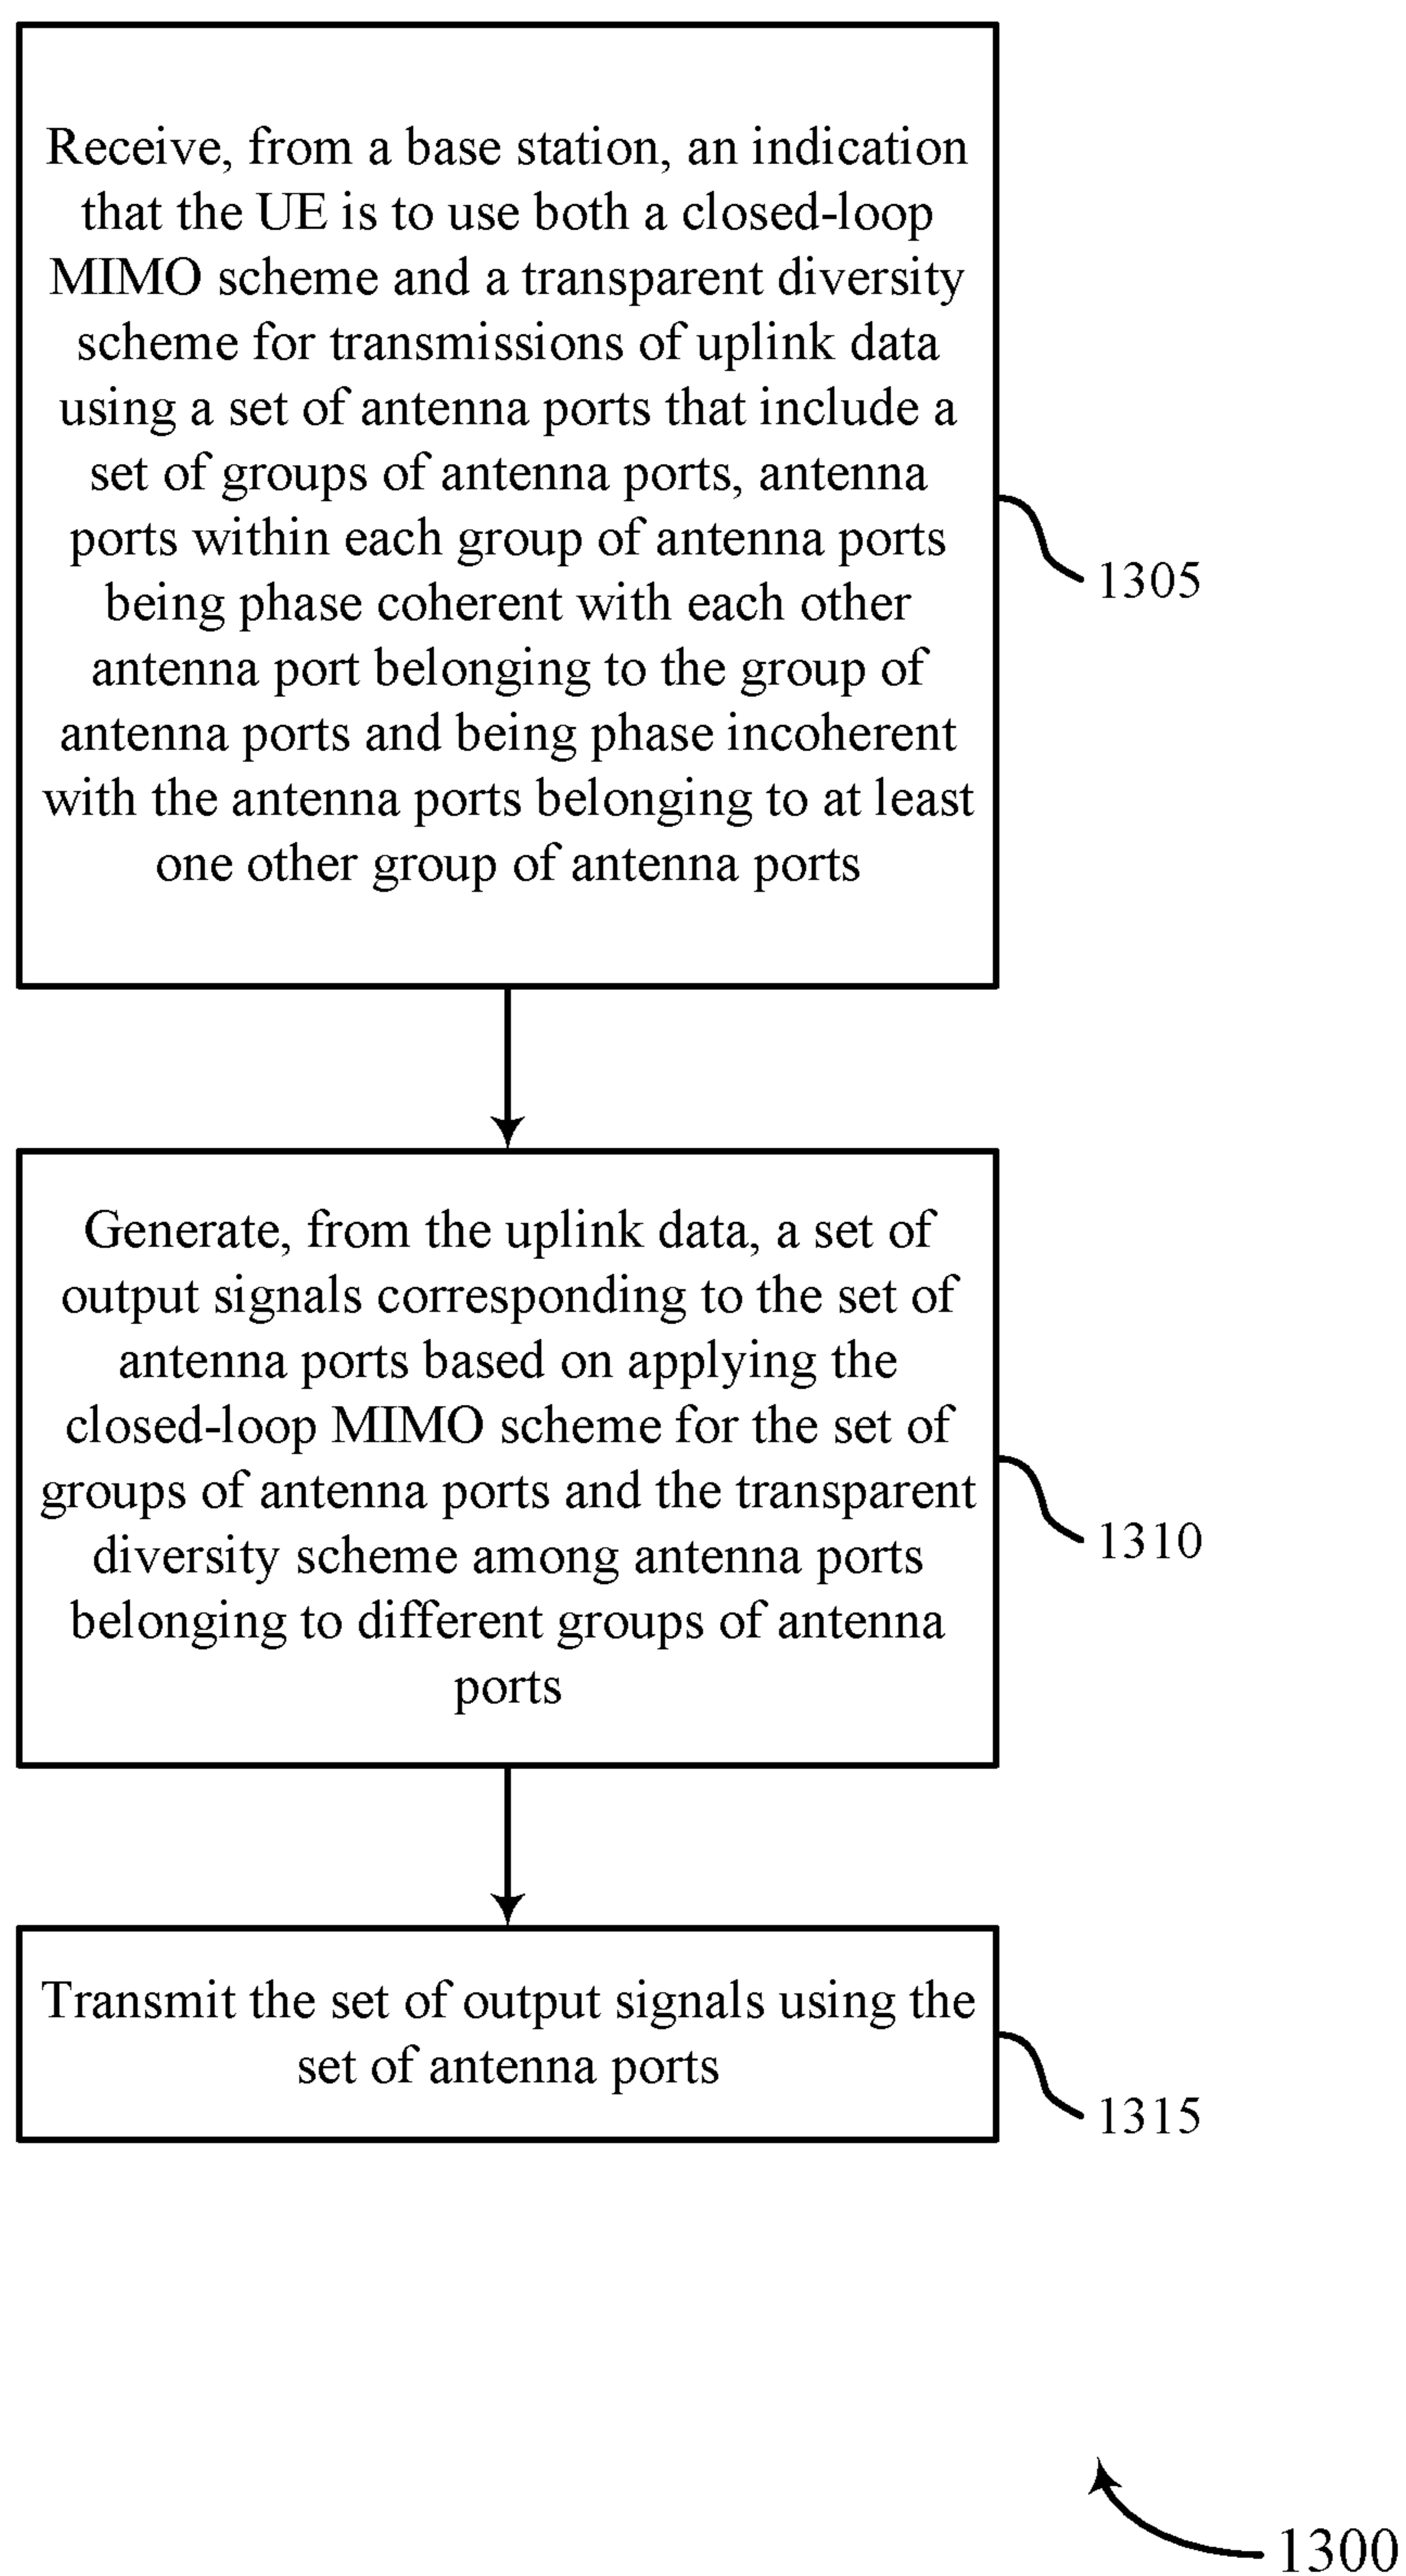 Receive, from a base station, an indication
that the UE is to use both a closed-loop
MIMO scheme and a transparent diversity
scheme for transmissions of uplink data
using a set of antenna ports that include a
set of groups of antenna ports, antenna
ports within each group of antenna ports
being phase coherent with each other
antenna port belonging to the group of
antenna ports and being phase incoherent
with the antenna ports belonging to at least
one other group of antenna ports
1305
Generate, from the uplink data, a set of
output signals corresponding to the set of
antenna ports based on applying the
closed-loop MIMO scheme for the set of
groups of antenna ports and the transparent
diversity scheme among antenna ports
belonging to different groups of antenna
ports
1310
Transmit the set of output signals using the
set of antenna ports
1315
1300